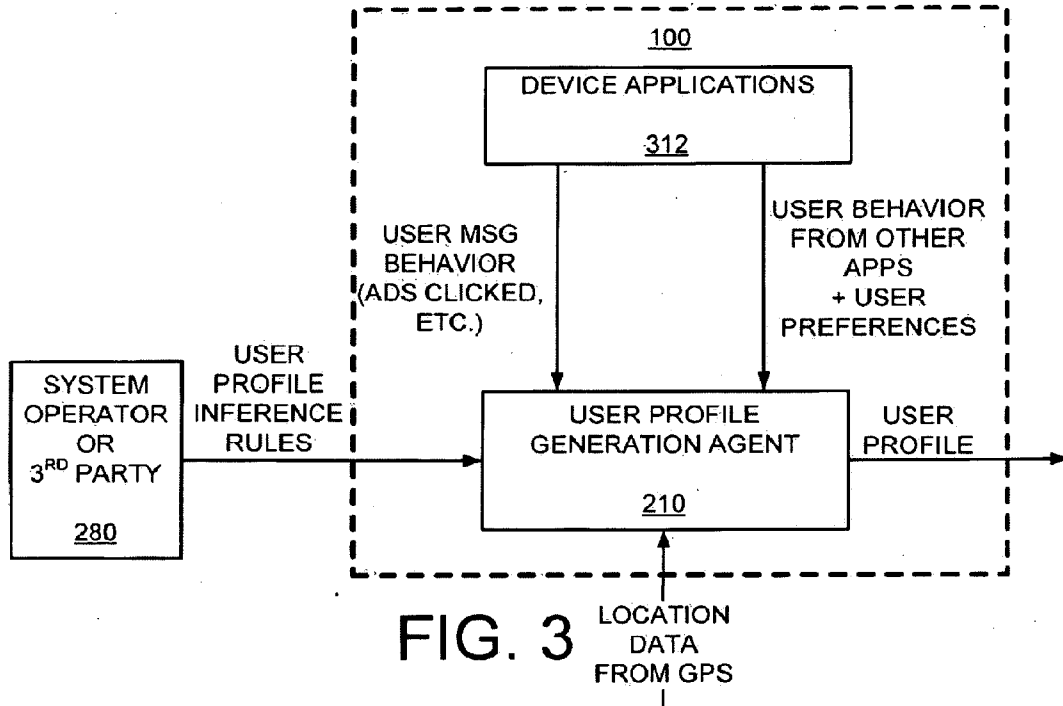 100
DEVICE APPLICATIONS
312
USER MSG
BEHAVIOR
(ADS CLICKED,
ETC.)
USER BEHAVIOR
FROM OTHER
APPS
+ USER
PREFERENCES
SYSTEM
OPERATOR
OR
3RD PARTY
280
USER
PROFILE
INFERENCE
RULES
USER PROFILE
GENERATION AGENT
210
USER
PROFILE
FIG. 3
LOCATION
DATA
FROM GPS